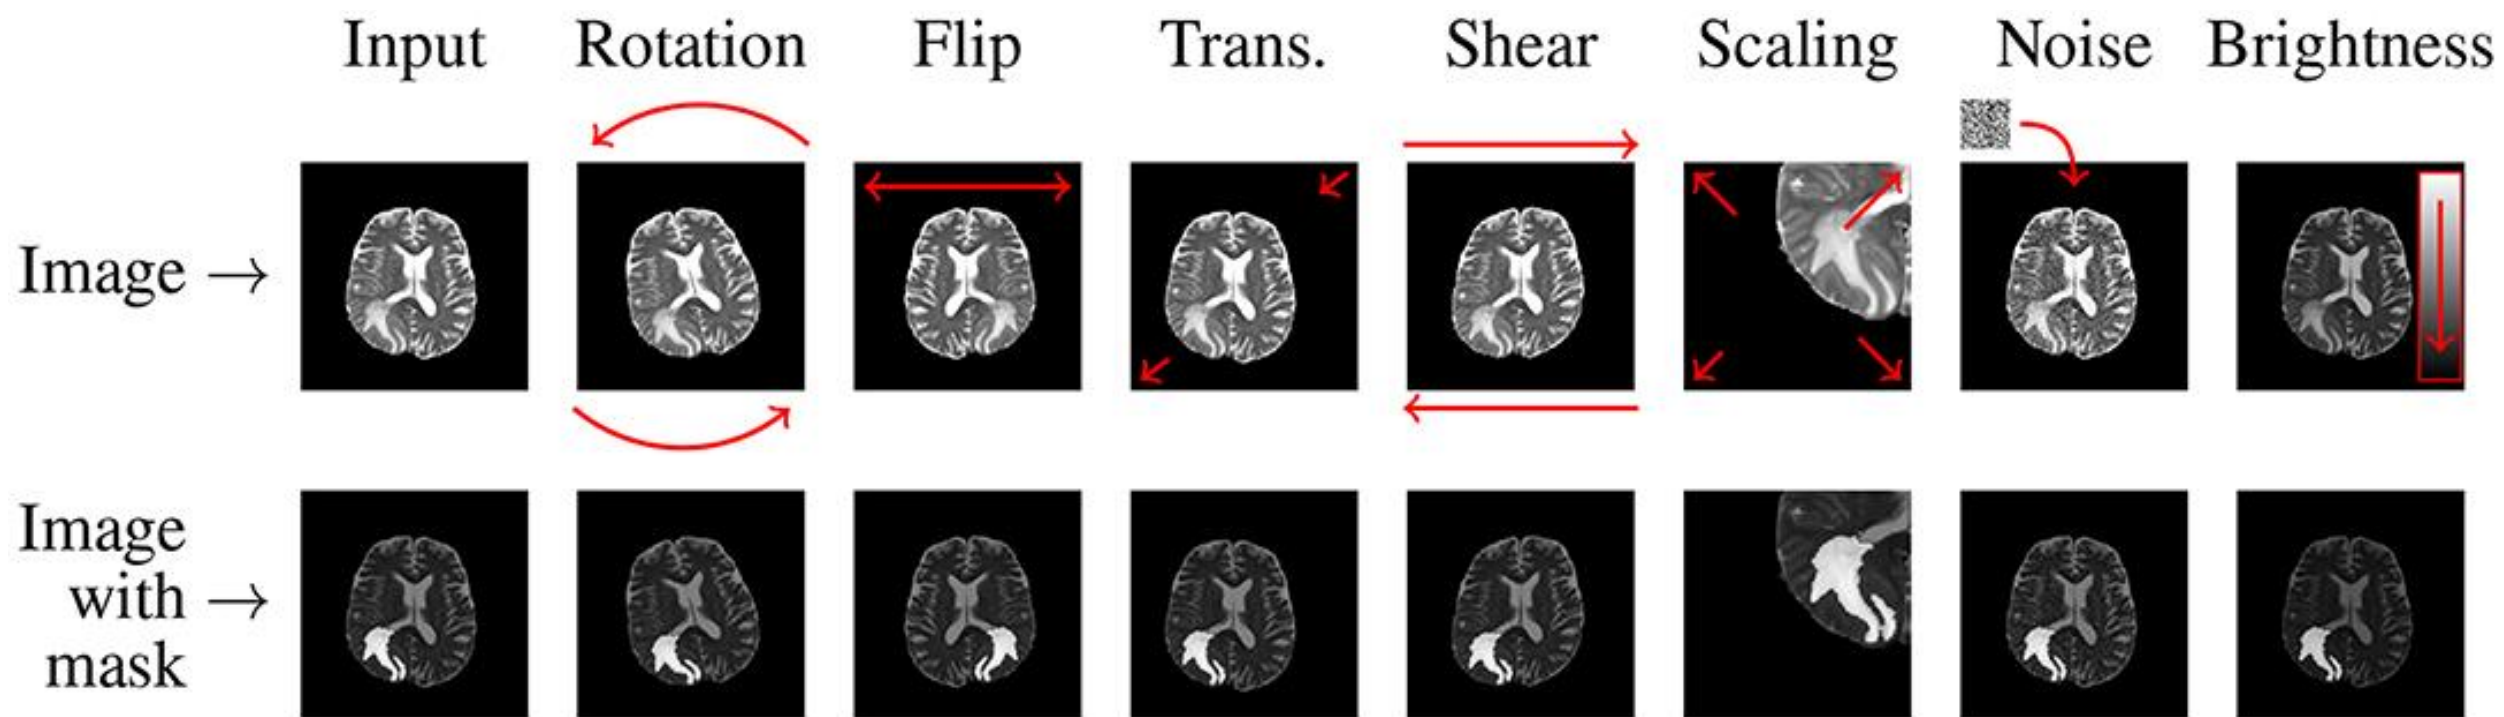 Input Rotation Flip Trans. Shear Scaling Noise Brightness
Image →
Image
with →
mask